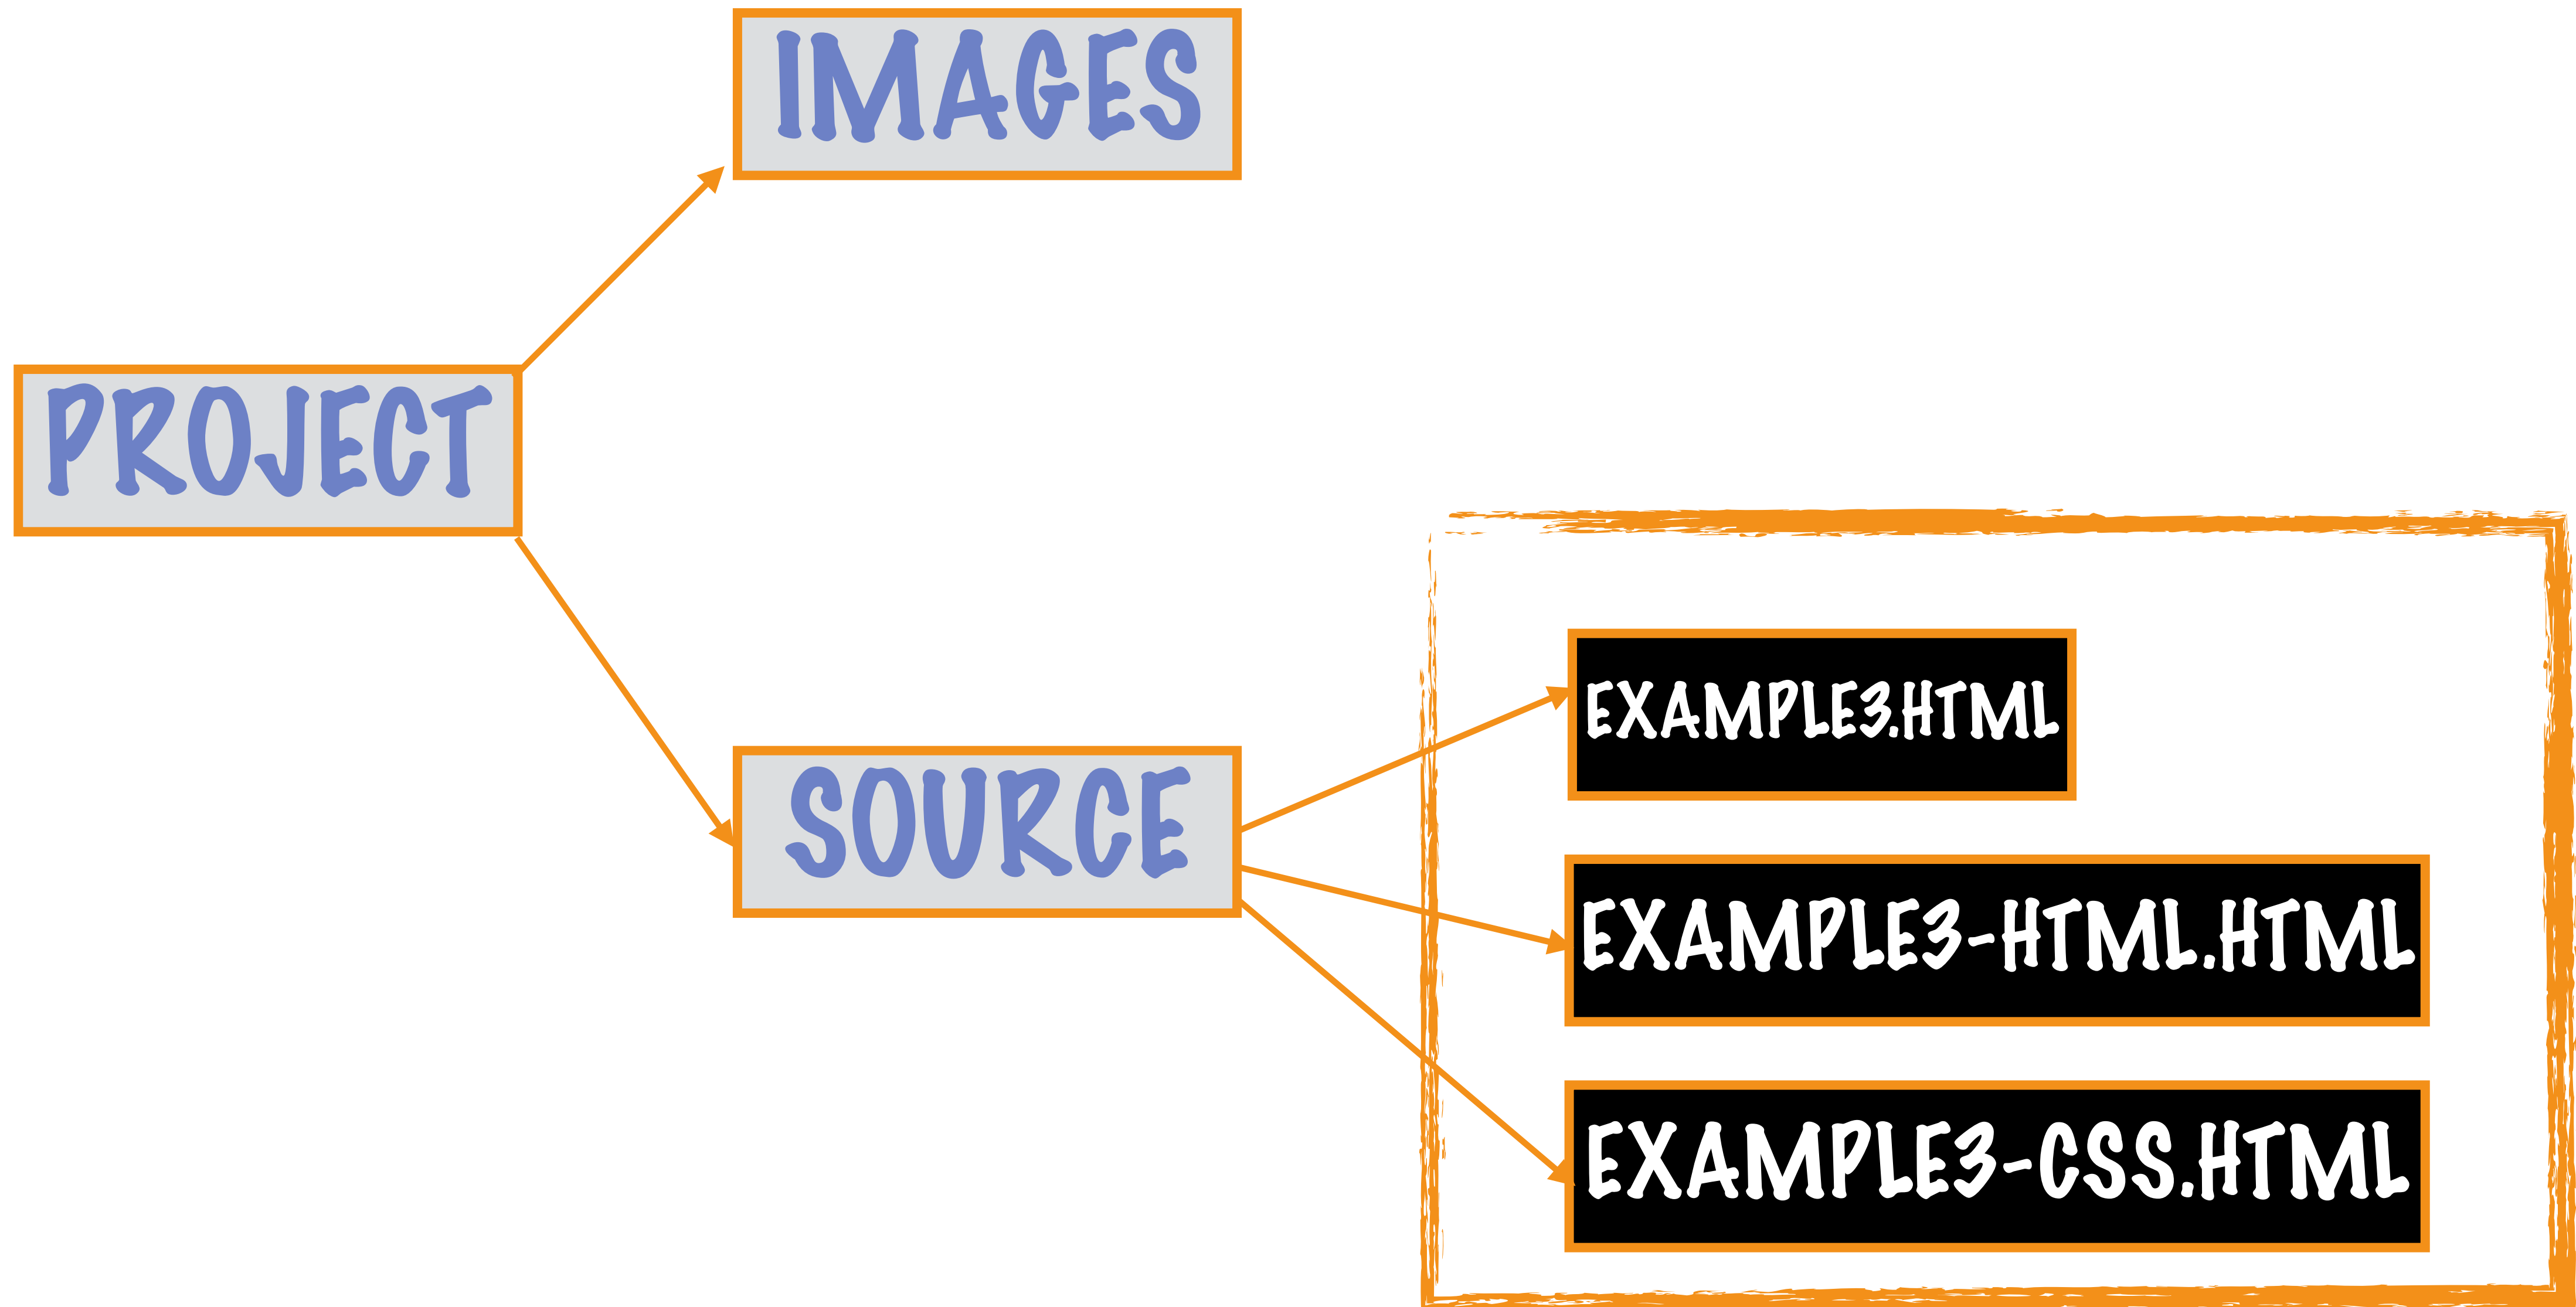 IMAGES
PROJECT
EXAMPLE3.HTML
SOURCE
EXAMPLE3-HTML.HTML
EXAMPLE3-CSS.HTML